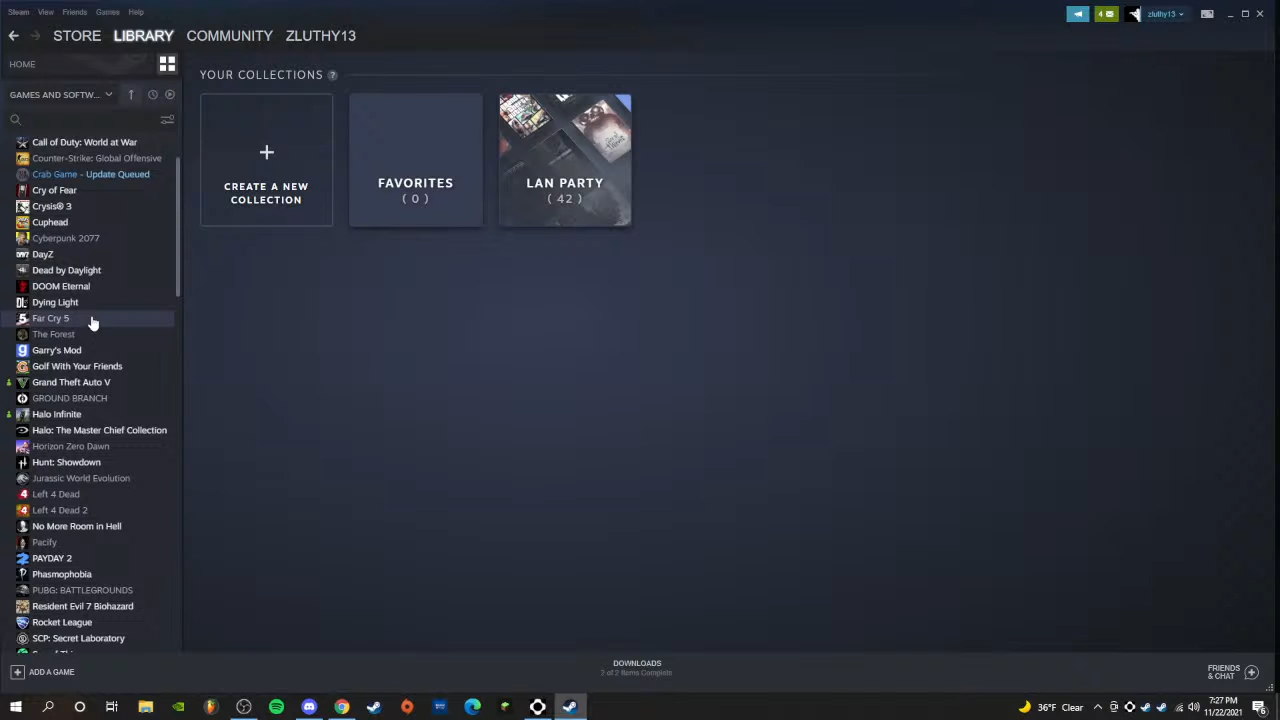 Steam View Friends Games Help
4
zluthy13
STORE LIBRARY COMMUNITY ZLUTHY13
HOME
GAMES AND SOFTW...
YOUR COLLECTIONS ?
+
CREATE A NEW
COLLECTION
FAVORITES
( 0 )
LAN PARTY
( 42 )
Call of Duty: World at War
Counter-Strike: Global Offensive
Crab Game - Update Queued
Cry of Fear
Crysis® 3
Cuphead
Cyberpunk 2077
DayZ
Dead by Daylight
DOOM Eternal
Dying Light
Far Cry 5
The Forest
Garry's Mod
Golf With Your Friends
Grand Theft Auto V
GROUND BRANCH
Halo Infinite
Halo: The Master Chief Collection
Horizon Zero Dawn
Hunt: Showdown
Jurassic World Evolution
Left 4 Dead
Left 4 Dead 2
No More Room in Hell
Pacify
PAYDAY 2
Phasmophobia
PUBG: BATTLEGROUNDS
Resident Evil 7 Biohazard
Rocket League
SCP: Secret Laboratory
ADD A GAME
DOWNLOADS
2 of 2 Items Complete
FRIENDS
& CHAT
36°F Clear
7:27 PM
11/22/2021